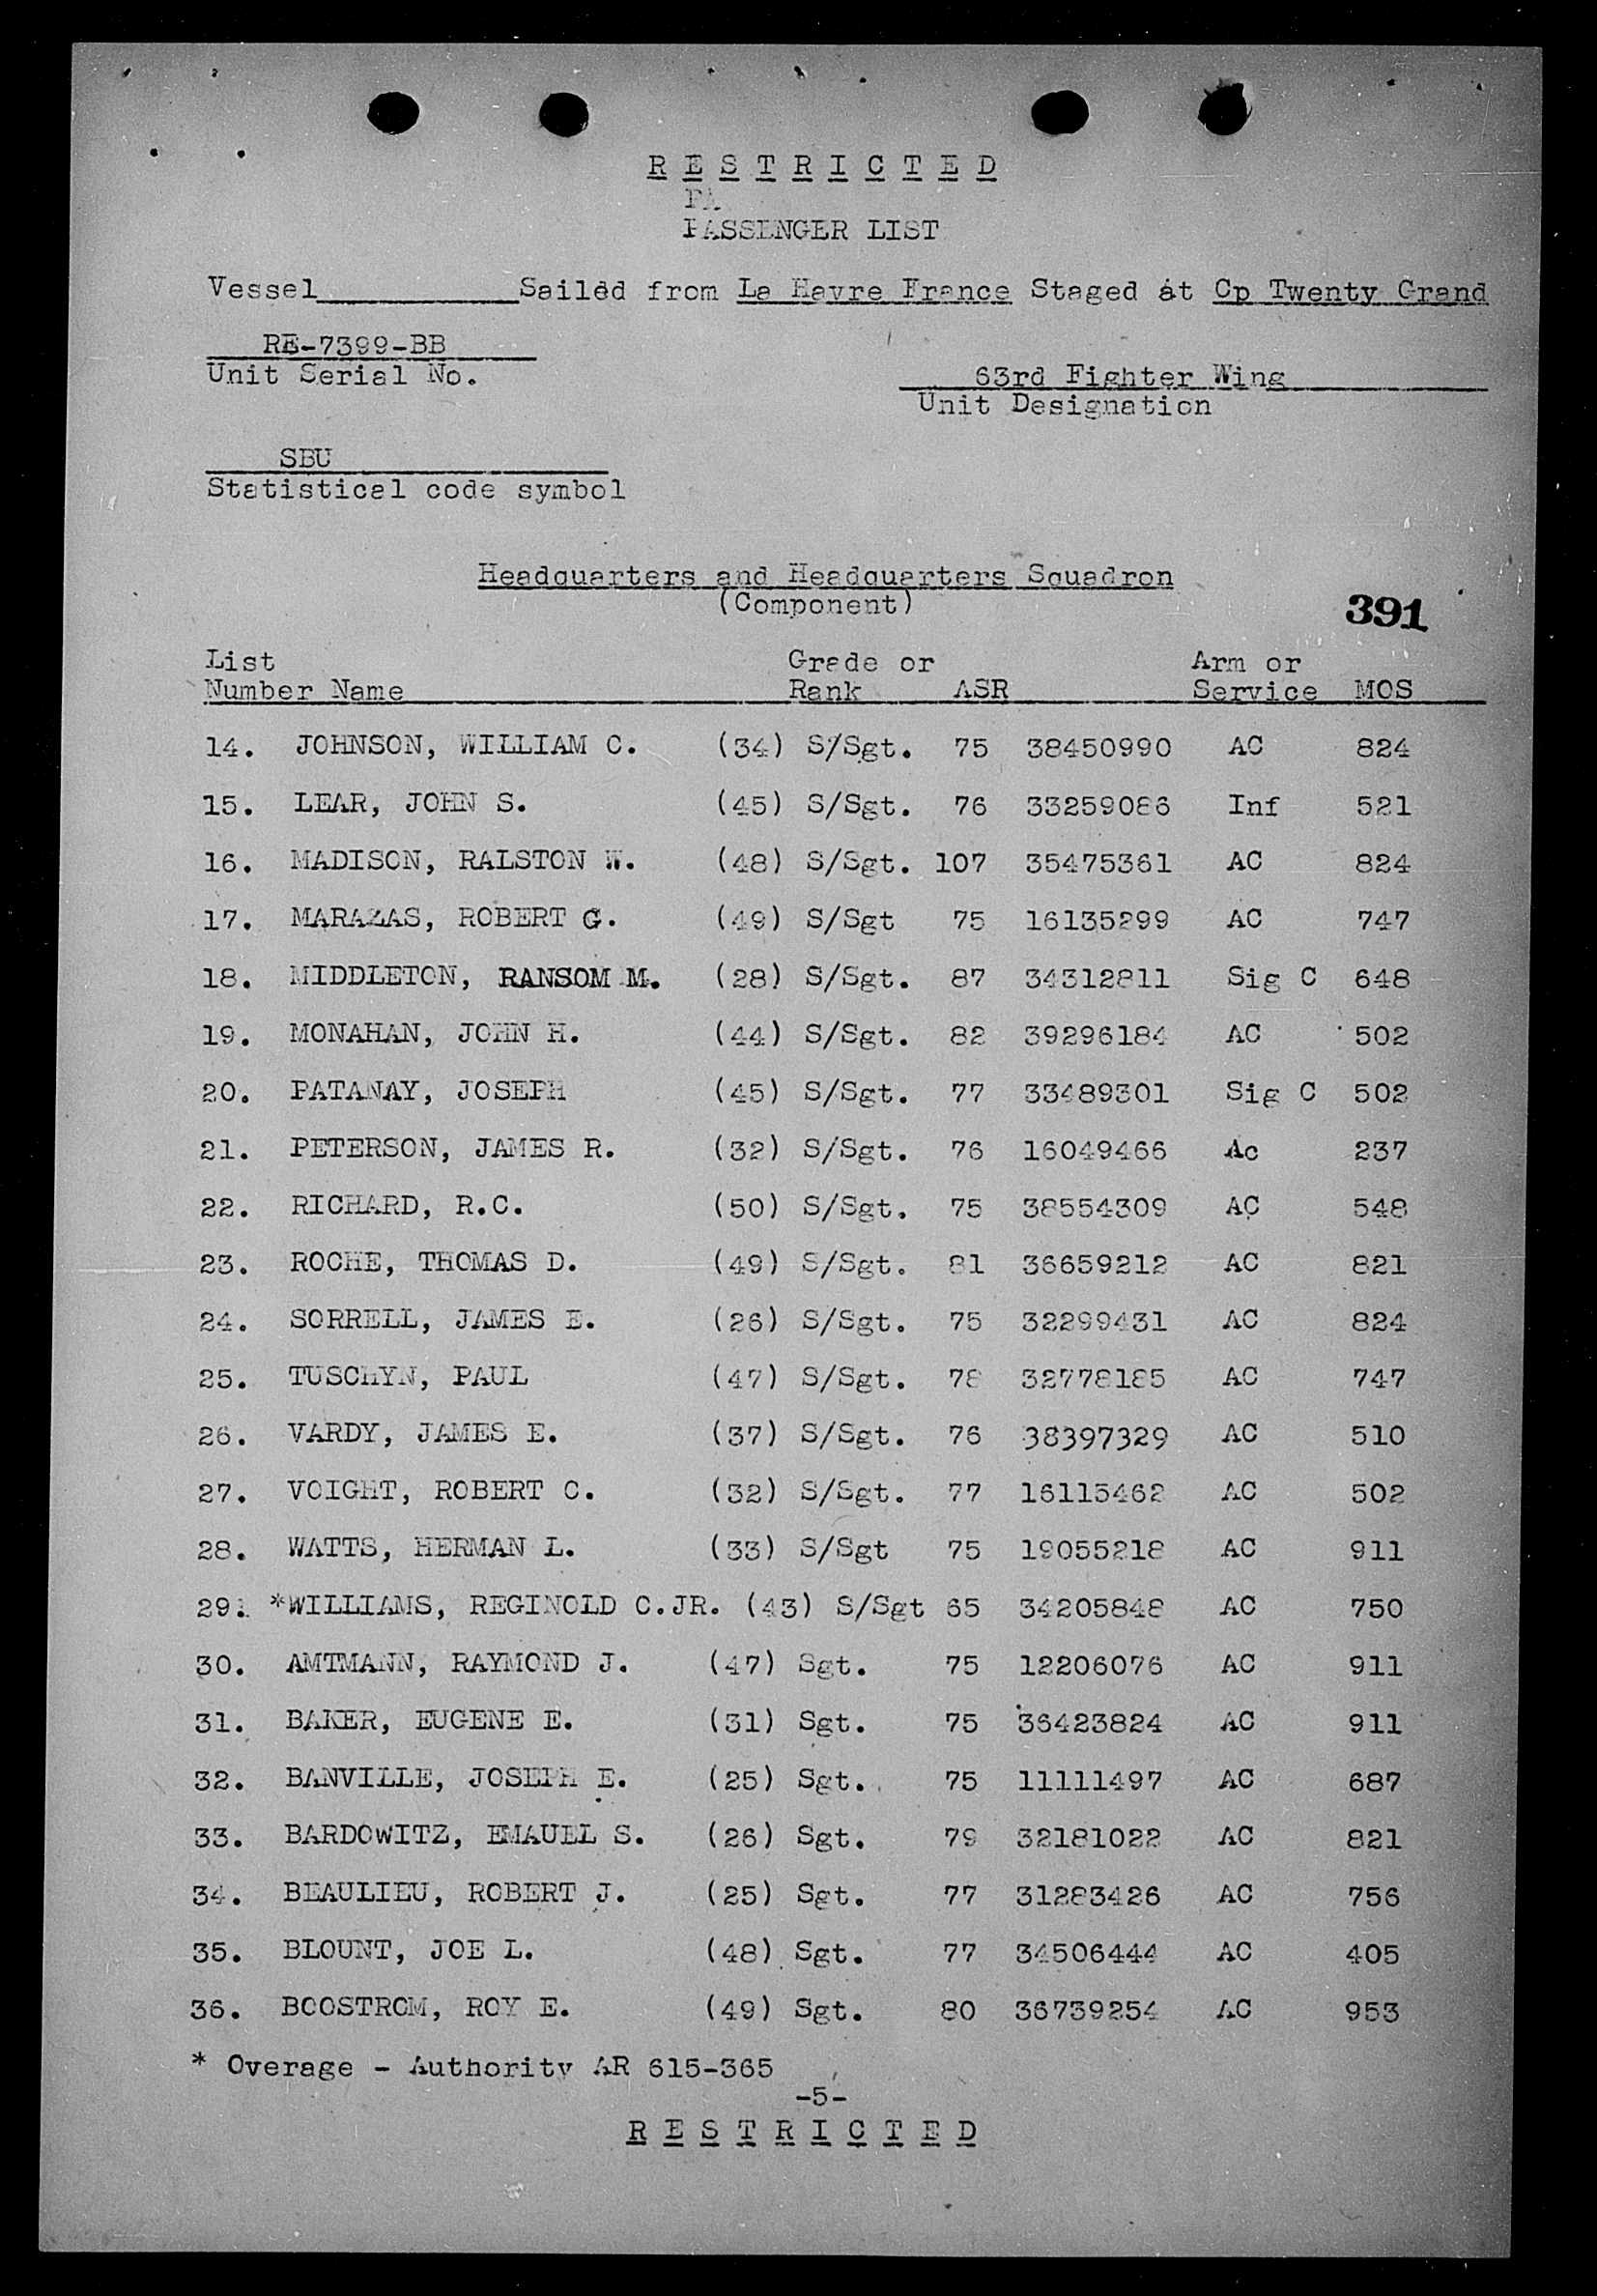 R E S T R I C T E D
PA
PASSENGER LIST
Vessel__________Sailed from La Havre France Staged at Cp Twenty Grand
RE-7399-BB
Unit Serial No.
63rd Fighter Wing
Unit Designation
SBU
Statistical code symbol
Headquarters and Headquarters Squadron
(Component)
391
List Grade or Arm or
Number Name Rank ASR Service MOS
14. JOHNSON, WILLIAM C. (34) S/Sgt. 75 38450990 AC 824
15. LEAR, JOHN S. (45) S/Sgt. 76 33259086 Inf 521
16. MADISON, RALSTON W. (48) S/Sgt. 107 35475361 AC 824
17. MARAZAS, ROBERT G. (49) S/Sgt 75 16135299 AC 747
18. MIDDLETON, RANSOM M. (28) S/Sgt. 87 34312811 Sig C 648
19. MONAHAN, JOHN H. (44) S/Sgt. 82 39296184 AC 502
20. PATANAY, JOSEPH (45) S/Sgt. 77 33489301 Sig C 502
21. PETERSON, JAMES R. (32) S/Sgt. 76 16049466 Ac 237
22. RICHARD, R.C. (50) S/Sgt. 75 38554309 AC 548
23. ROCHE, THOMAS D. (49) S/Sgt. 81 36659212 AC 821
24. SORRELL, JAMES E. (26) S/Sgt. 75 32299431 AC 824
25. TUSCHYN, PAUL (47) S/Sgt. 78 32778185 AC 747
26. VARDY, JAMES E. (37) S/Sgt. 76 38397329 AC 510
27. VOIGHT, ROBERT C. (32) S/Sgt. 77 16115462 AC 502
28. WATTS, HERMAN L. (33) S/Sgt 75 19055218 AC 911
29. *WILLIAMS, REGINOLD C.JR. (43) S/Sgt 65 34205848 AC 750
30. AMTMANN, RAYMOND J. (47) Sgt. 75 12206076 AC 911
31. BAKER, EUGENE E. (31) Sgt. 75 36423824 AC 911
32. BANVILLE, JOSEPH E. (25) Sgt. 75 11111497 AC 687
33. BARDOWITZ, EMAUEL S. (26) Sgt. 79 32181022 AC 821
34. BEAULIEU, ROBERT J. (25) Sgt. 77 31283426 AC 756
35. BLOUNT, JOE L. (48) Sgt. 77 34506444 AC 405
36. BOOSTROM, ROY E. (49) Sgt. 80 36739254 AC 953
* Overage - Authority AR 615-365
-5-
R E S T R I C T E D